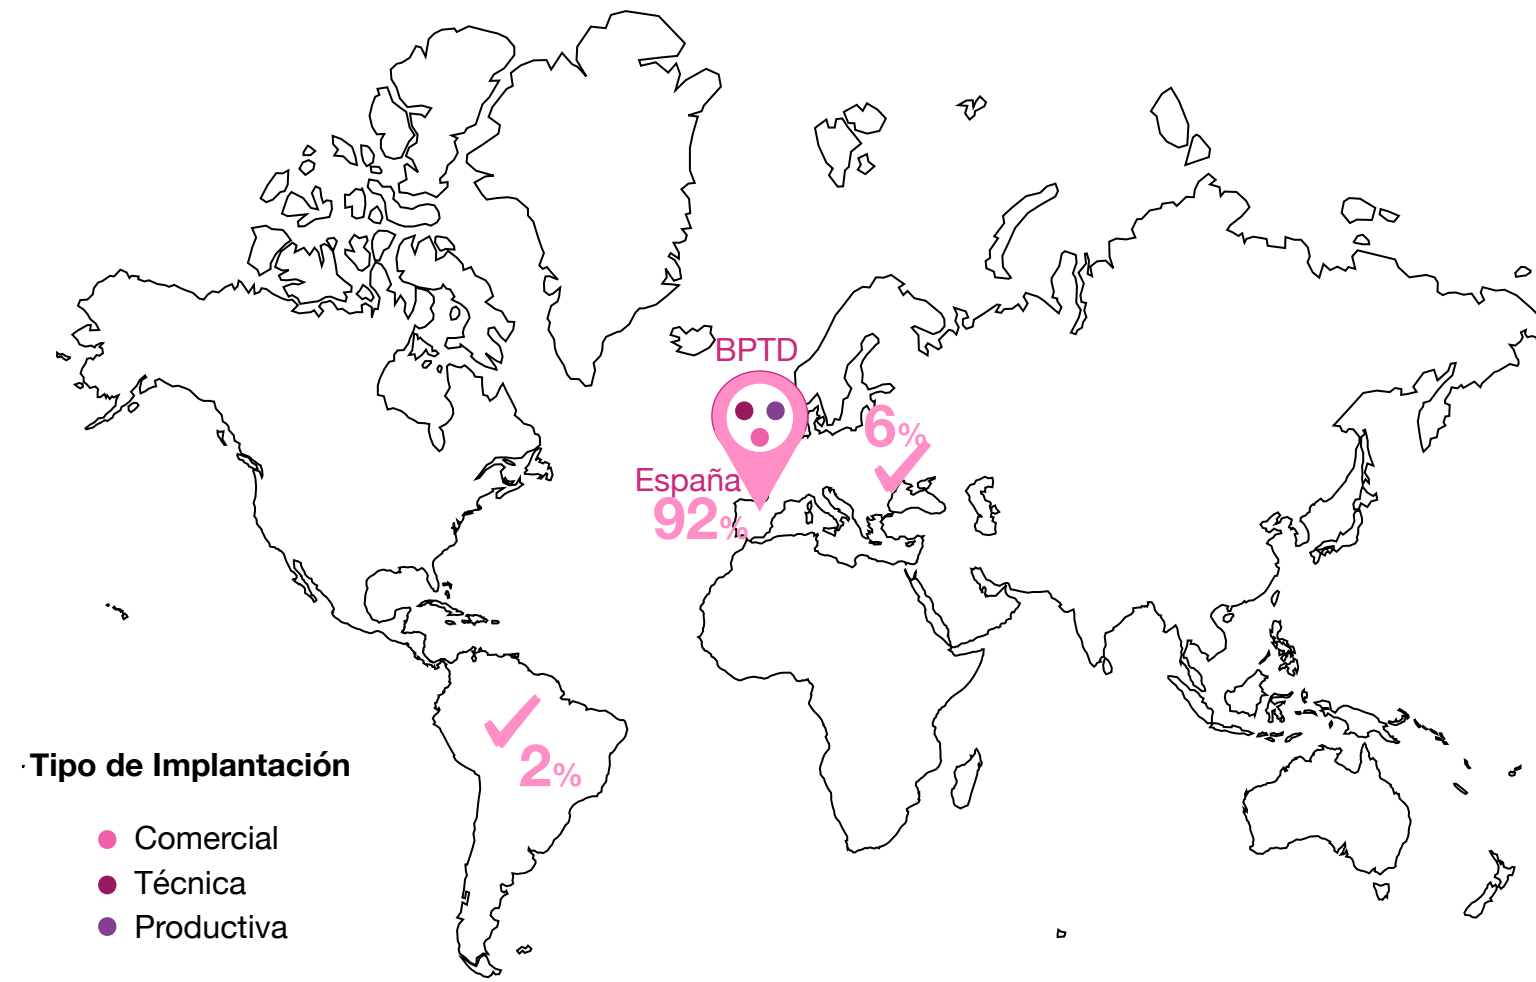 BPTD
6%
España
92%
2%
Tipo de Implantación
Comercial
Técnica
Productiva